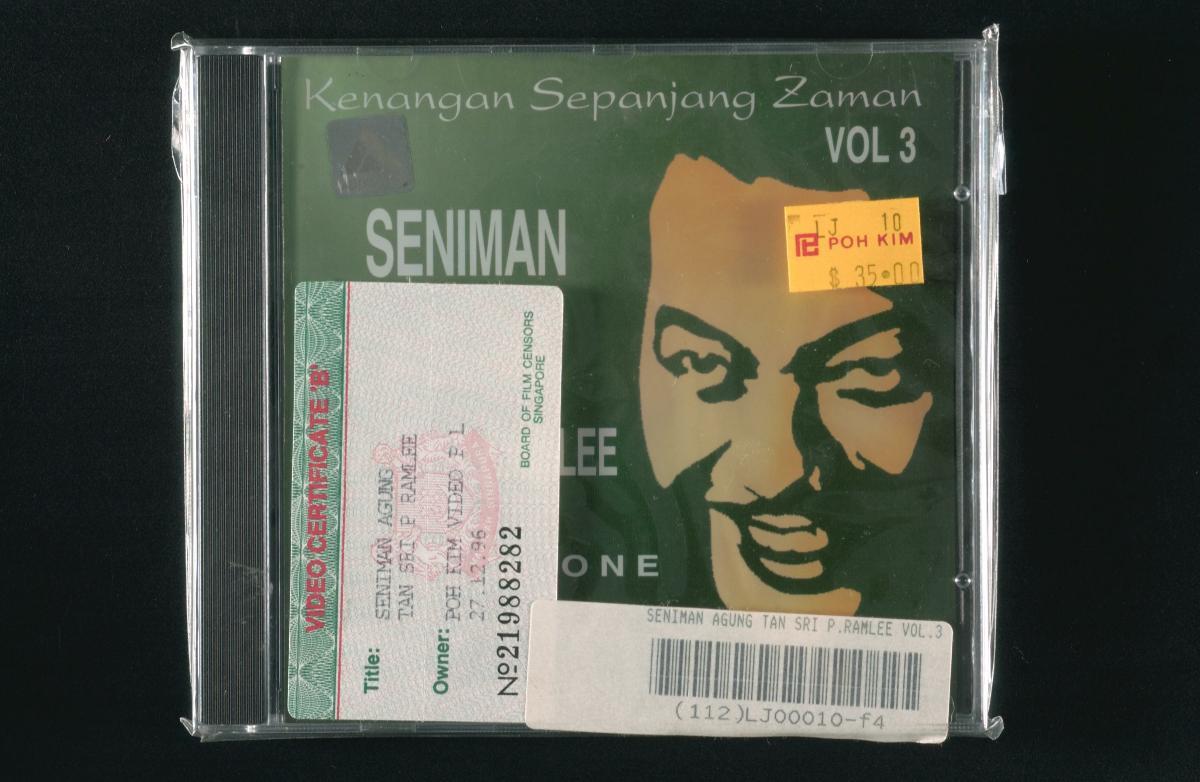 Kenangan Sepanjang Zaman
VOL 3
SENIMAN
LJ 10
POH KIM
$ 35.00
LEE
ONE
VIDEO CERTIFICATE 'B'
Title: SENIMAN AGUNG
TAN SRI P RAMLEE
Owner: POH KIM VIDEO P L
27.12.96
Nº21988282
BOARD OF FILM CENSORS
SINGAPORE
SENIMAN AGUNG TAN SRI P.RAMLEE VOL.3
(112)LJ00010-f4